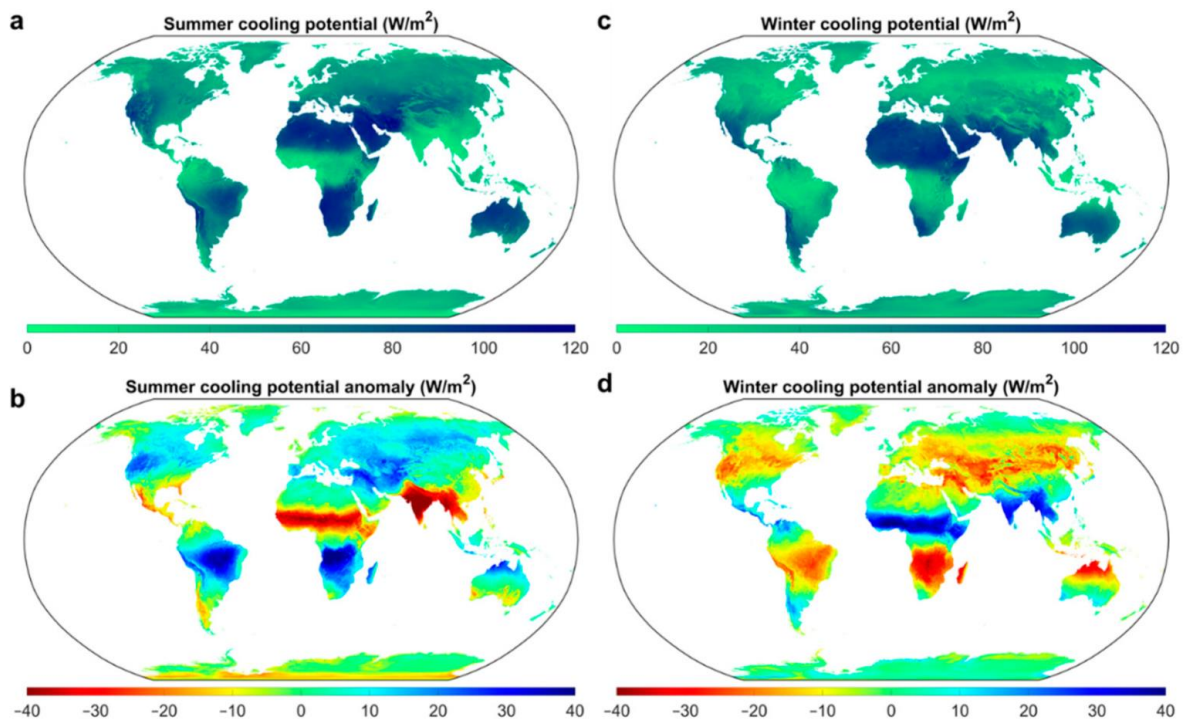 a
Summer cooling potential (W/m²)
0 20 40 60 80 100 120
c
Winter cooling potential (W/m²)
0 20 40 60 80 100 120
b
Summer cooling potential anomaly (W/m²)
−40 −30 −20 −10 0 10 20 30 40
d
Winter cooling potential anomaly (W/m²)
−40 −30 −20 −10 0 10 20 30 40